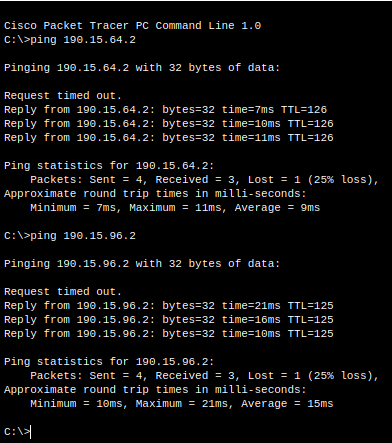 Cisco Packet Tracer PC Command Line 1.0
C:\>ping 190.15.64.2
Pinging 190.15.64.2 with 32 bytes of data:
Request timed out.
Reply from 190.15.64.2: bytes=32 time=7ms TTL=126
Reply from 190.15.64.2: bytes=32 time=10ms TTL=126
Reply from 190.15.64.2: bytes=32 time=11ms TTL=126
Ping statistics for 190.15.64.2:
    Packets: Sent = 4, Received = 3, Lost = 1 (25% loss),
Approximate round trip times in milli-seconds:
    Minimum = 7ms, Maximum = 11ms, Average = 9ms
C:\>ping 190.15.96.2
Pinging 190.15.96.2 with 32 bytes of data:
Request timed out.
Reply from 190.15.96.2: bytes=32 time=21ms TTL=125
Reply from 190.15.96.2: bytes=32 time=16ms TTL=125
Reply from 190.15.96.2: bytes=32 time=10ms TTL=125
Ping statistics for 190.15.96.2:
    Packets: Sent = 4, Received = 3, Lost = 1 (25% loss),
Approximate round trip times in milli-seconds:
    Minimum = 10ms, Maximum = 21ms, Average = 15ms
C:\>